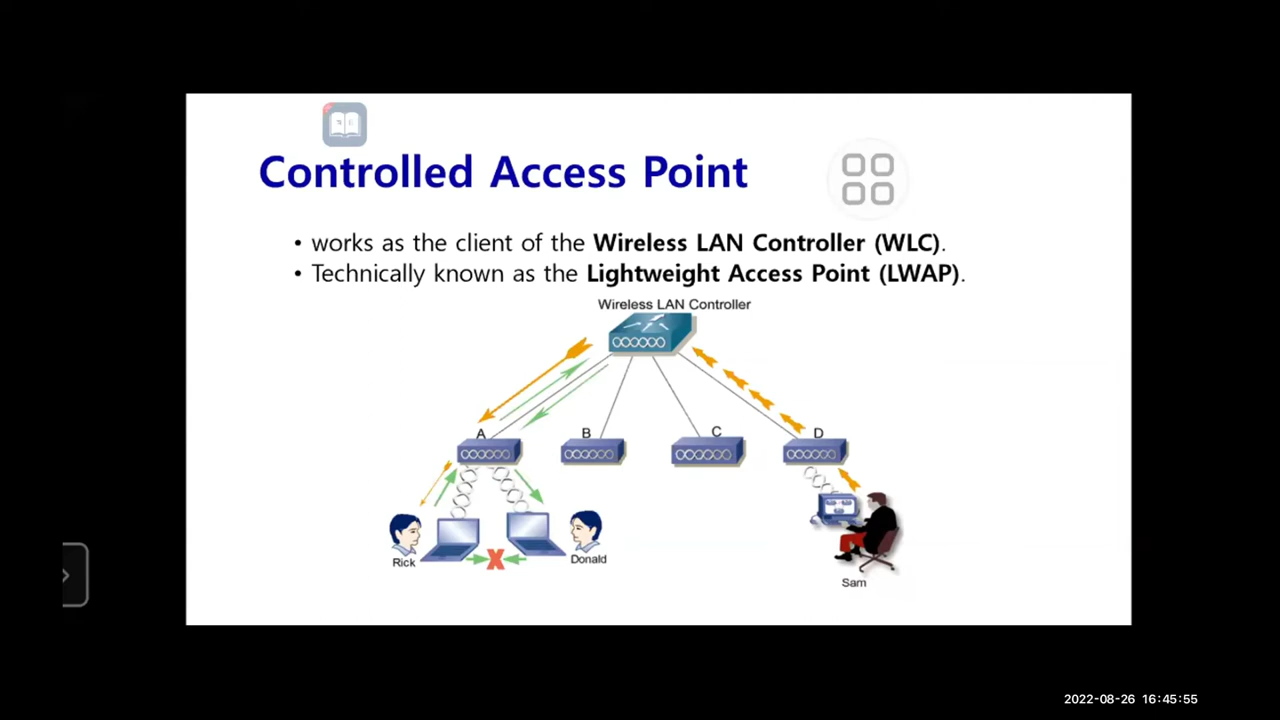 Controlled Access Point
• works as the client of the Wireless LAN Controller (WLC).
• Technically known as the Lightweight Access Point (LWAP).
Wireless LAN Controller
A
B
C
D
Rick
X
Donald
Sam
2022-08-26 16:45:55